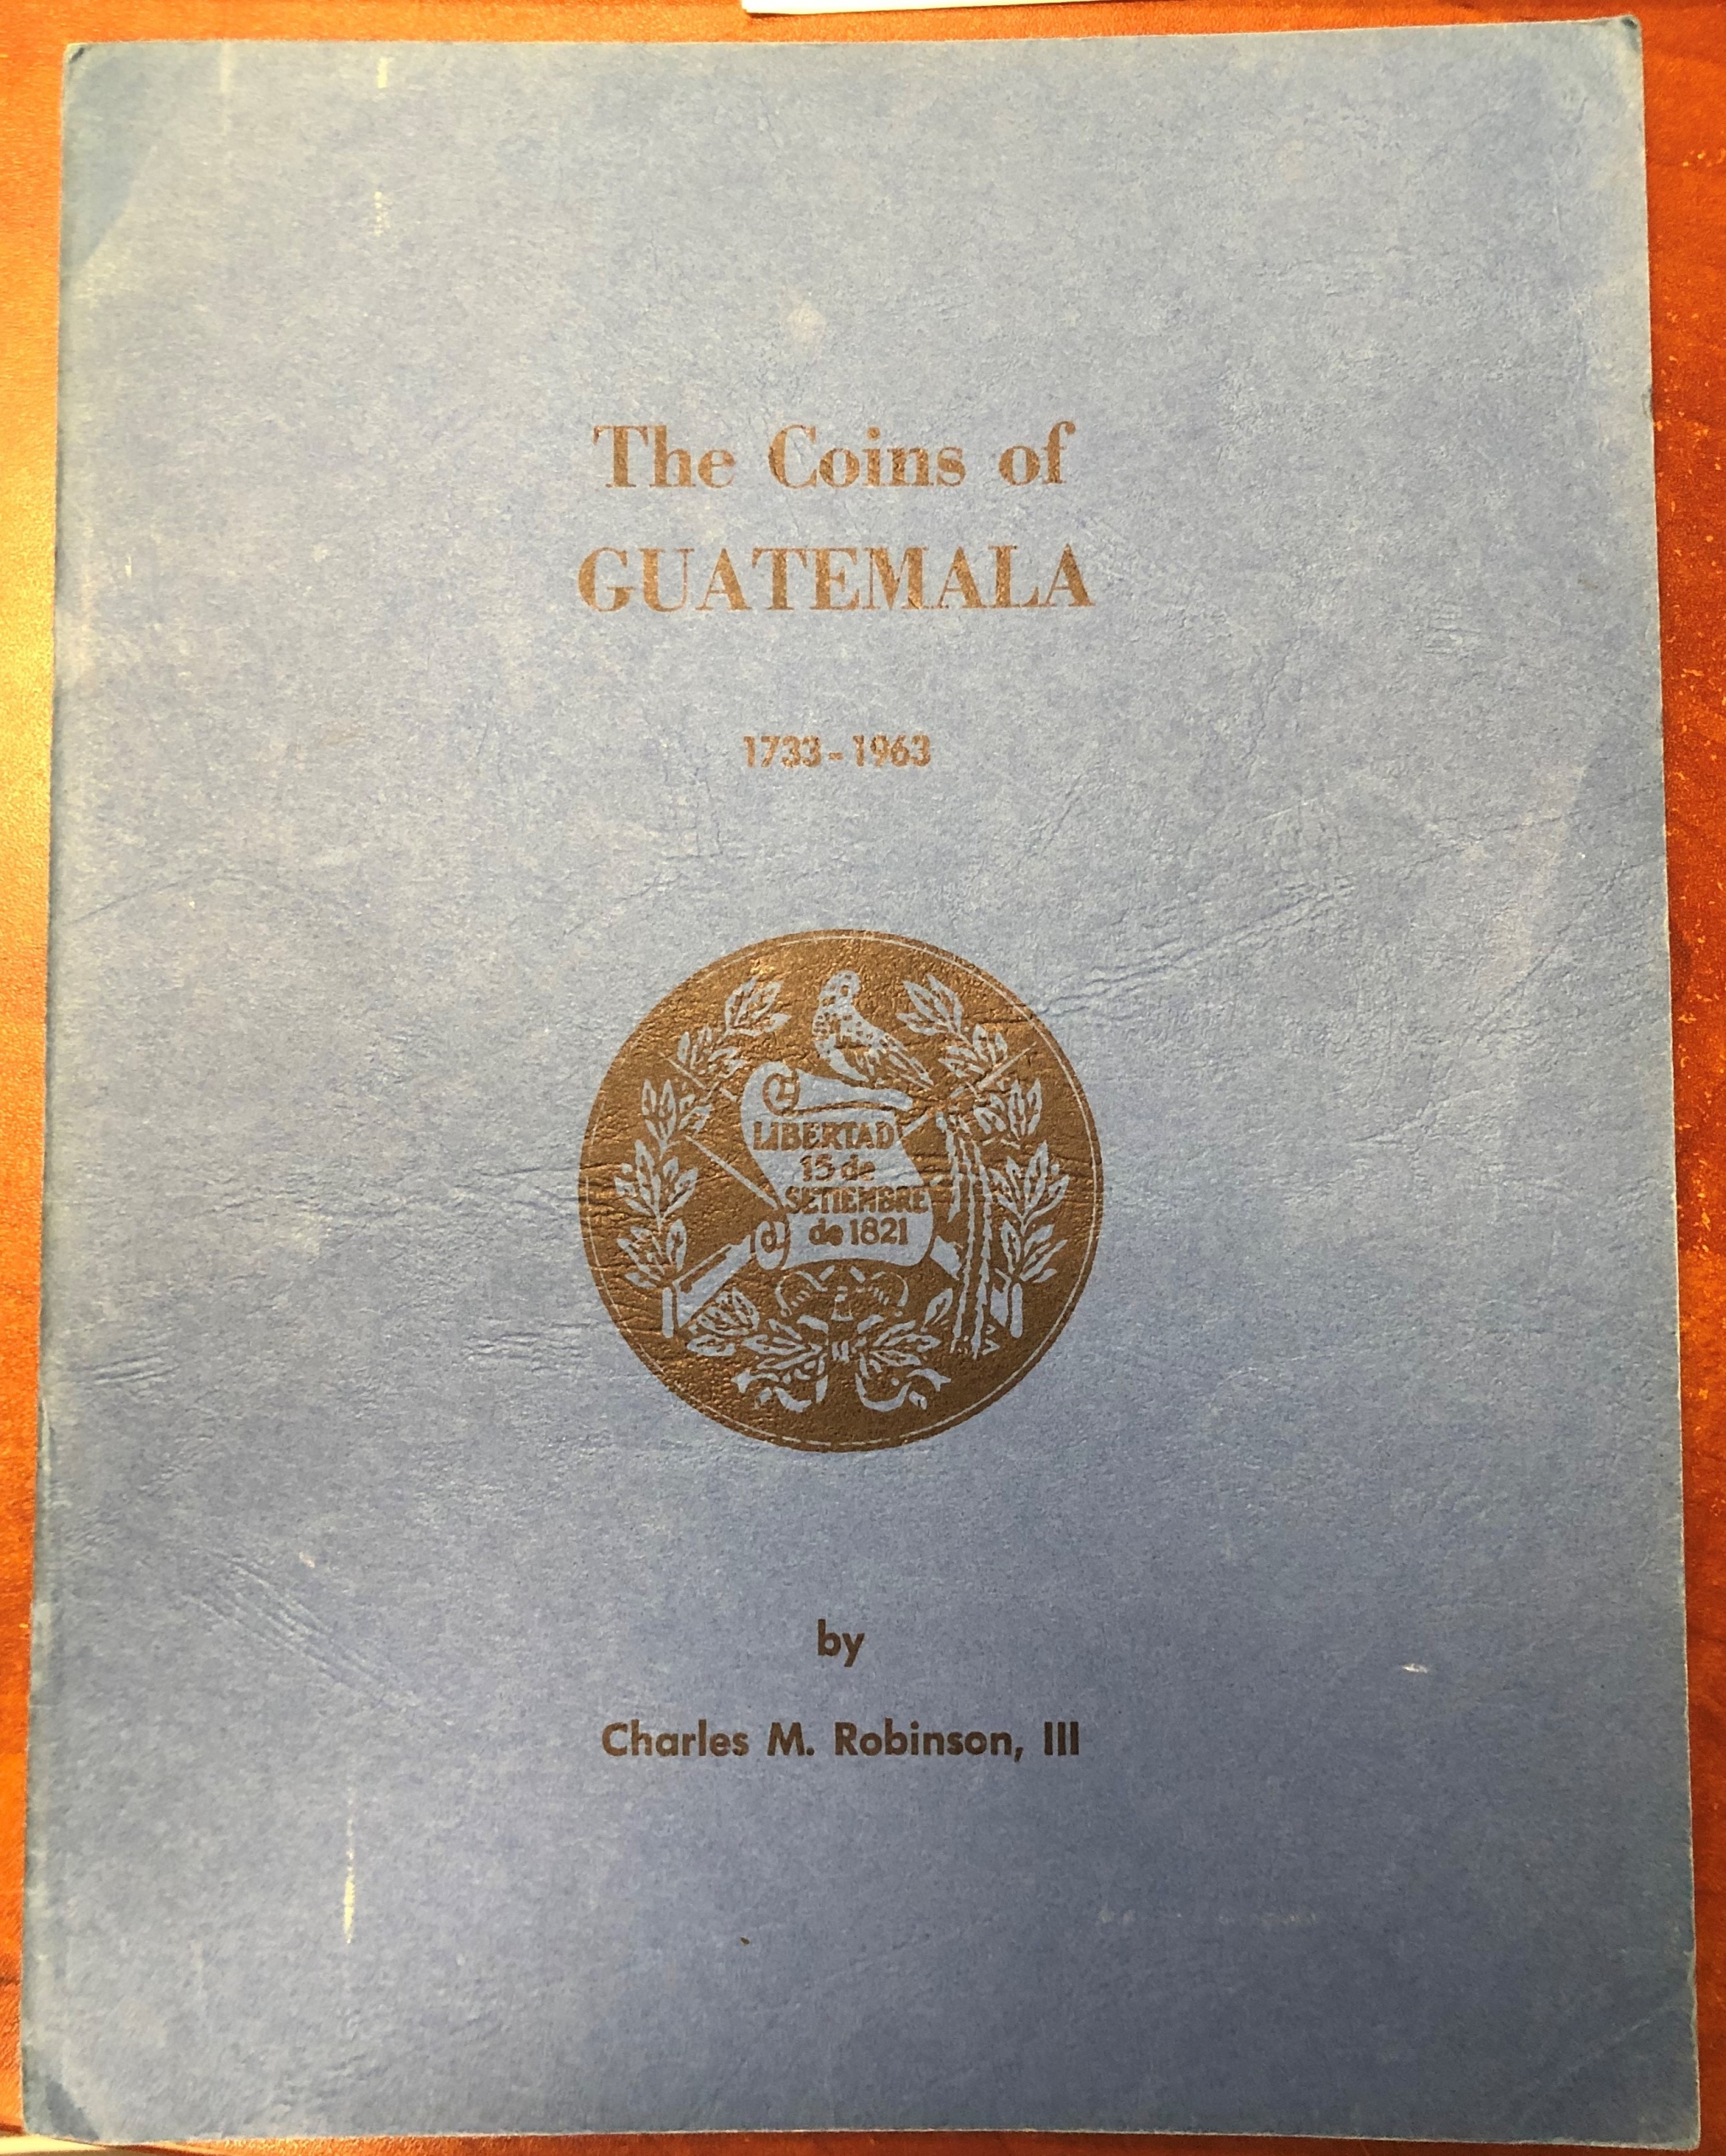 The Coins of
GUATEMALA
1733-1963
LIBERTAD
15 de
SETIEMBRE
de 1821
by
Charles M. Robinson, III